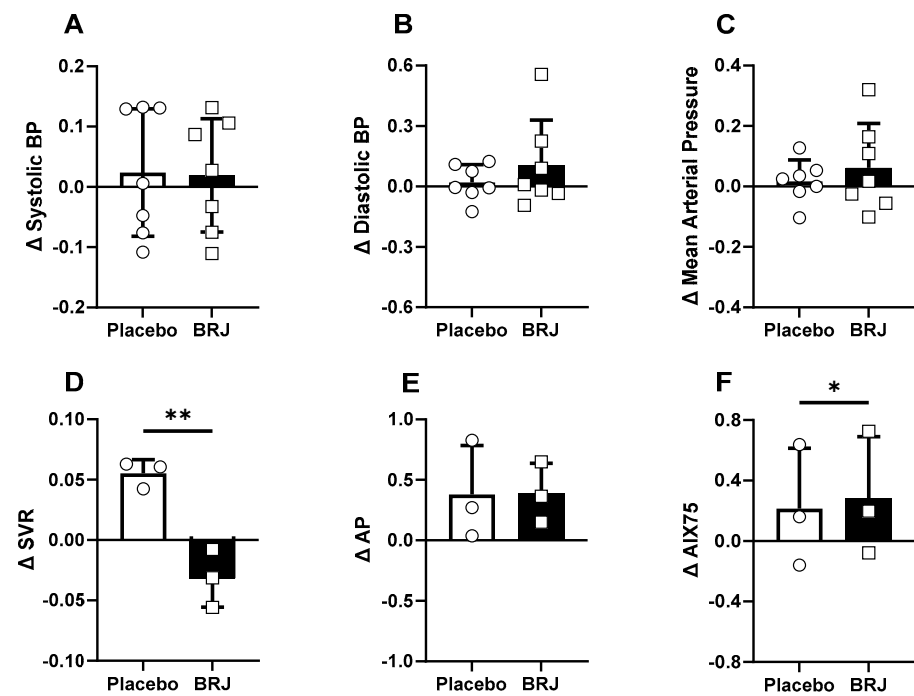 A
Δ Systolic BP
0.2
0.1
0.0
-0.1
-0.2
Placebo BRJ
B
Δ Diastolic BP
0.6
0.3
0.0
-0.3
-0.6
Placebo BRJ
C
Δ Mean Arterial Pressure
0.4
0.2
0.0
-0.2
-0.4
Placebo BRJ
D
Δ SVR
0.10
0.05
0.00
-0.05
-0.10
**
Placebo BRJ
E
Δ AP
1.0
0.5
0.0
-0.5
-1.0
Placebo BRJ
F
Δ AIX75
0.8
0.4
0.0
-0.4
-0.8
*
Placebo BRJ